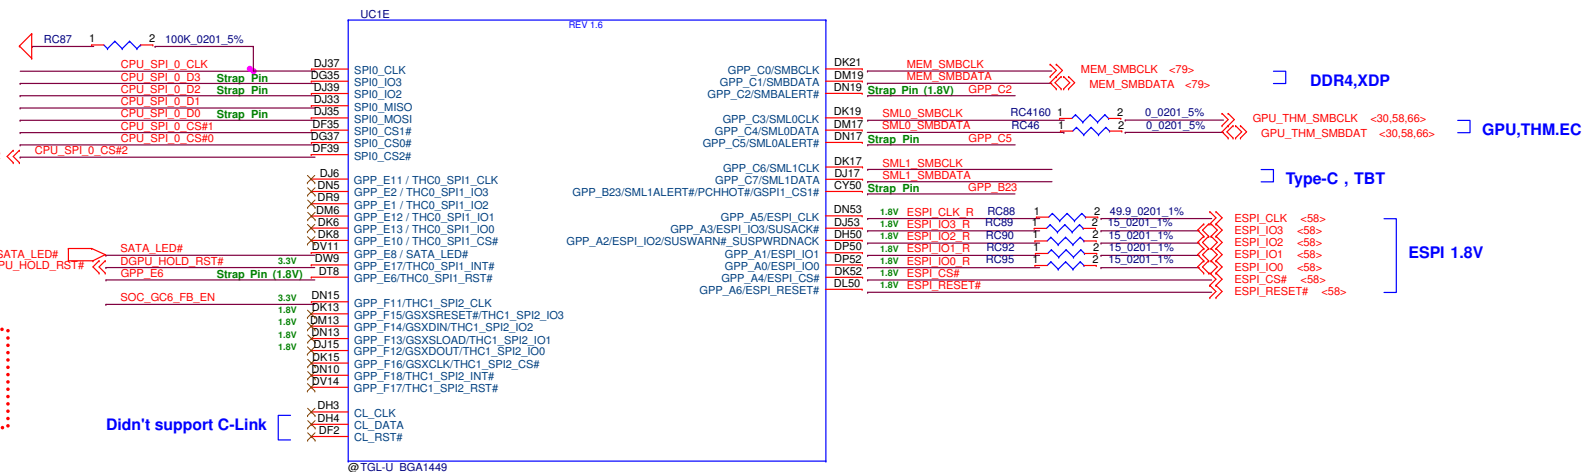 UC1E
REV 1.6
RC87 1 2 100K_0201_5%
CPU_SPI_0_CLK DJ37 SPI0_CLK
CPU_SPI_0_D3 Strap Pin DG35 SPI0_IO3
CPU_SPI_0_D2 Strap Pin DJ39 SPI0_IO2
CPU_SPI_0_D1 DJ33 SPI0_MISO
CPU_SPI_0_D0 Strap Pin DJ35 SPI0_MOSI
CPU_SPI_0_CS#1 DF35 SPI0_CS1#
CPU_SPI_0_CS#0 DG37 SPI0_CS0#
CPU_SPI_0_CS#2 DF39 SPI0_CS2#
DJ6 GPP_E11 / THC0_SPI1_CLK
DN5 GPP_E2 / THC0_SPI1_IO3
DR9 GPP_E1 / THC0_SPI1_IO2
DM6 GPP_E12 / THC0_SPI1_IO1
DK6 GPP_E13 / THC0_SPI1_IO0
DK8 GPP_E10 / THC0_SPI1_CS#
SATA_LED# SATA_LED# DV11 GPP_E8 / SATA_LED#
PU_HOLD_RST# DGPU_HOLD_RST# 3.3V DW9 GPP_E17/THC0_SPI1_INT#
GPP_E6 Strap Pin (1.8V) DT8 GPP_E6/THC0_SPI1_RST#
SOC_GC6_FB_EN 3.3V DN15 GPP_F11/THC1_SPI2_CLK
1.8V DK13 GPP_F15/GSXSRESET#/THC1_SPI2_IO3
1.8V DM13 GPP_F14/GSXDIN/THC1_SPI2_IO2
1.8V DN13 GPP_F13/GSXSLOAD/THC1_SPI2_IO1
1.8V DJ15 GPP_F12/GSXDOUT/THC1_SPI2_IO0
DK15 GPP_F16/GSXCLK/THC1_SPI2_CS#
DN10 GPP_F18/THC1_SPI2_INT#
DV14 GPP_F17/THC1_SPI2_RST#
DH3 CL_CLK
DH4 CL_DATA
DF2 CL_RST#
Didn't support C-Link
GPP_C0/SMBCLK DK21 MEM_SMBCLK MEM_SMBCLK <79>
GPP_C1/SMBDATA DM19 MEM_SMBDATA MEM_SMBDATA <79>
GPP_C2/SMBALERT# DN19 Strap Pin (1.8V) GPP_C2
DDR4,XDP
GPP_C3/SML0CLK DK19 SML0_SMBCLK RC4160 1 2 0_0201_5% GPU_THM_SMBCLK <30,58,66>
GPP_C4/SML0DATA DM17 SML0_SMBDATA RC46 1 2 0_0201_5% GPU_THM_SMBDAT <30,58,66>
GPP_C5/SML0ALERT# DN17 Strap Pin GPP_C5
GPU,THM.EC
GPP_C6/SML1CLK DK17 SML1_SMBCLK
GPP_C7/SML1DATA DJ17 SML1_SMBDATA
GPP_B23/SML1ALERT#/PCHHOT#/GSPI1_CS1# CY50 Strap Pin GPP_B23
Type-C , TBT
GPP_A5/ESPI_CLK DN53 1.8V ESPI_CLK_R RC88 1 2 49.9_0201_1% ESPI_CLK <58>
GPP_A3/ESPI_IO3/SUSACK# DJ53 1.8V ESPI_IO3_R RC89 1 2 15_0201_1% ESPI_IO3 <58>
GPP_A2/ESPI_IO2/SUSWARN#_SUSPWRDNACK DH50 1.8V ESPI_IO2_R RC90 1 2 15_0201_1% ESPI_IO2 <58>
GPP_A1/ESPI_IO1 DP50 1.8V ESPI_IO1_R RC92 1 2 15_0201_1% ESPI_IO1 <58>
GPP_A0/ESPI_IO0 DP52 1.8V ESPI_IO0_R RC95 1 2 15_0201_1% ESPI_IO0 <58>
GPP_A4/ESPI_CS# DK52 1.8V ESPI_CS# ESPI_CS# <58>
GPP_A6/ESPI_RESET# DL50 1.8V ESPI_RESET# ESPI_RESET# <58>
ESPI 1.8V
@TGL-U_BGA1449